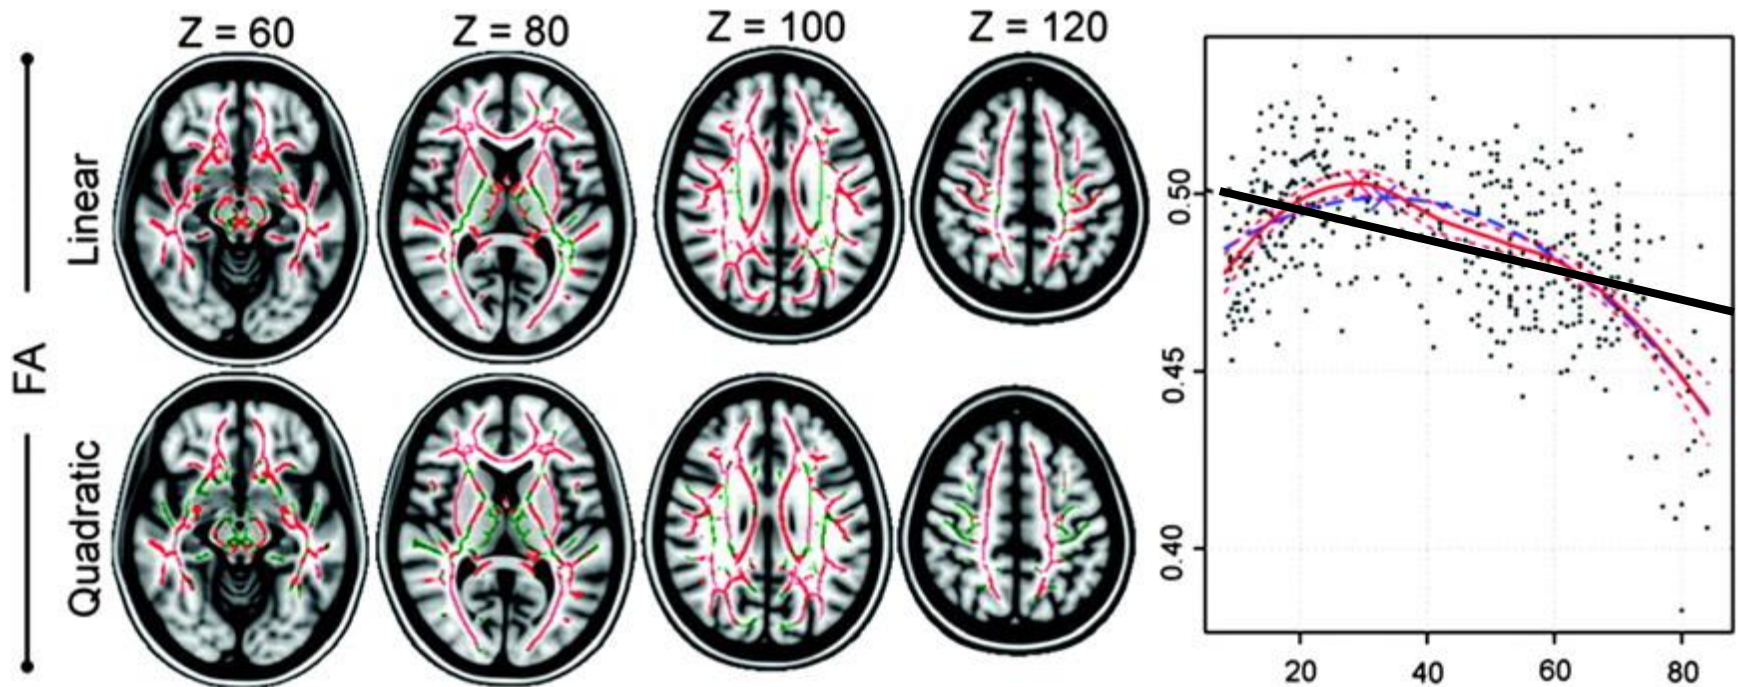 Z = 60
Z = 80
Z = 100
Z = 120
FA
Linear
Quadratic
0.50
0.45
0.40
20
40
60
80